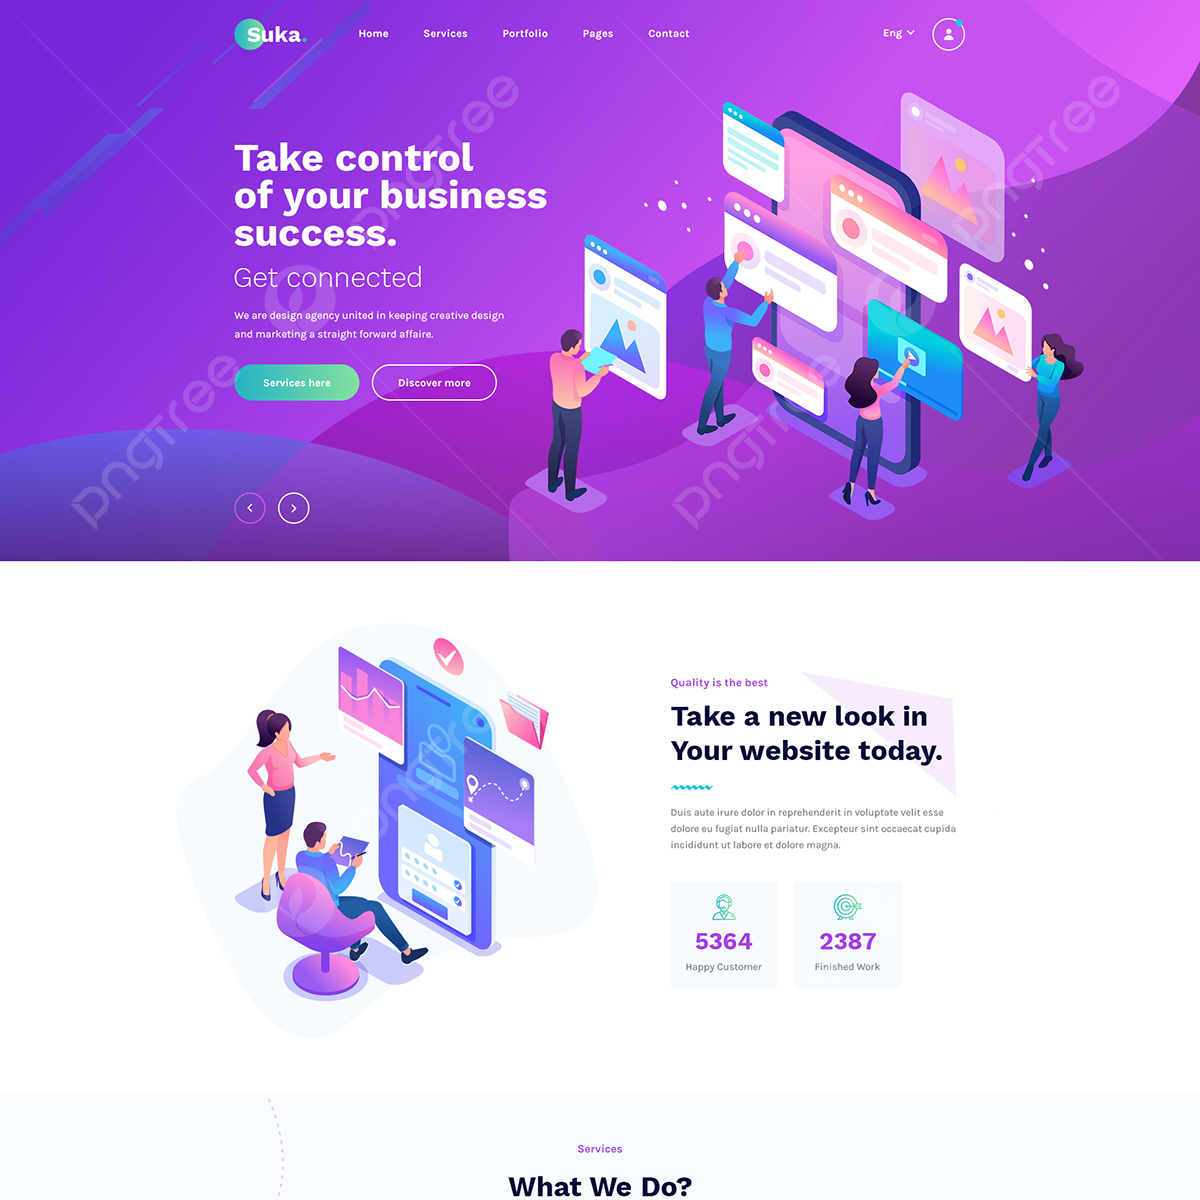 Suka.
Home Services Portfolio Pages Contact
Eng
Take control
of your business
success.
Get connected
We are design agency united in keeping creative design
and marketing a straight forward affaire.
Services here Discover more
Quality is the best
Take a new look in
Your website today.
Duis aute irure dolor in reprehenderit in voluptate velit esse
dolore eu fugiat nulla pariatur. Excepteur sint occaecat cupida
incididunt ut labore et dolore magna.
5364 2387
Happy Customer Finished Work
Services
What We Do?
pngtree
pngtree
pngtree
pngtree
pngtree